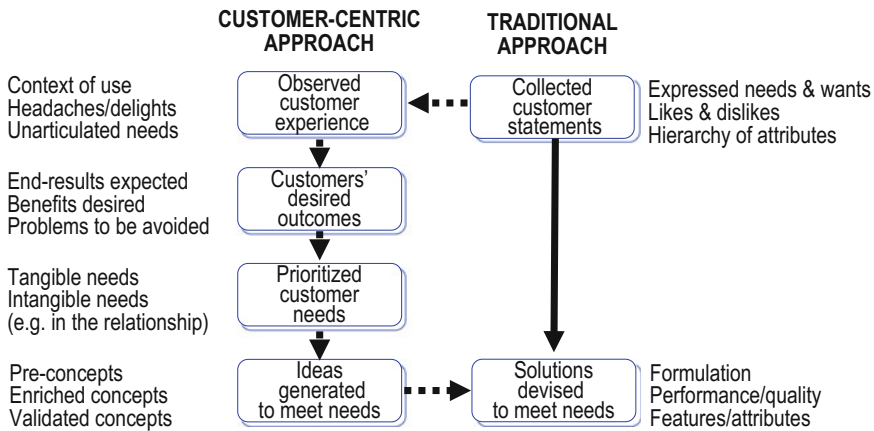 CUSTOMER-CENTRIC
APPROACH
TRADITIONAL
APPROACH
Context of use
Headaches/delights
Unarticulated needs
Observed
customer
experience
Collected
customer
statements
Expressed needs & wants
Likes & dislikes
Hierarchy of attributes
End-results expected
Benefits desired
Problems to be avoided
Customers'
desired
outcomes
Tangible needs
Intangible needs
(e.g. in the relationship)
Prioritized
customer
needs
Pre-concepts
Enriched concepts
Validated concepts
Ideas
generated
to meet needs
Solutions
devised
to meet needs
Formulation
Performance/quality
Features/attributes